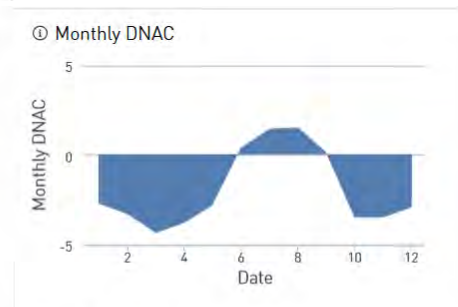 ⓘ Monthly DNAC
Monthly DNAC
5
0
-5
2 4 6 8 10 12
Date